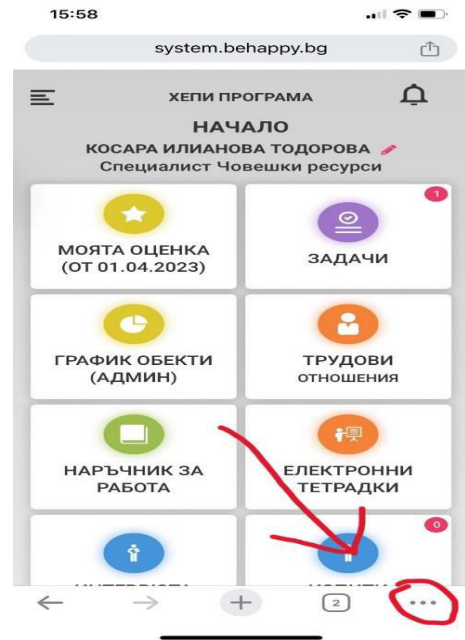 15:58
system.behappy.bg
ХЕПИ ПРОГРАМА
НАЧАЛО
КОСАРА ИЛИАНОВА ТОДОРОВА
Специалист Човешки ресурси
МОЯТА ОЦЕНКА
(ОТ 01.04.2023)
1
ЗАДАЧИ
ГРАФИК ОБЕКТИ
(АДМИН)
ТРУДОВИ
ОТНОШЕНИЯ
НАРЪЧНИК ЗА
РАБОТА
ЕЛЕКТРОННИ
ТЕТРАДКИ
0
2